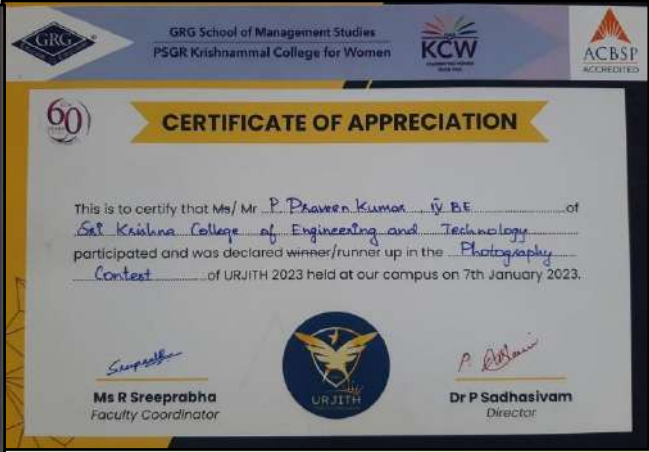 GRG
GRG School of Management Studies
PSGR Krishnammal College for Women
KCW
ACBSP
ACCREDITED
60
CERTIFICATE OF APPRECIATION
This is to certify that Ms/ Mr P. Praveen Kumar , IV BE of
Sri Krishna College of Engineering and Technology
participated and was declared winner/runner up in the Photography
Contest of URJITH 2023 held at our campus on 7th January 2023.
Sreeprabha
URJITH
Ms R Sreeprabha
Faculty Coordinator
Dr P Sadhasivam
Director